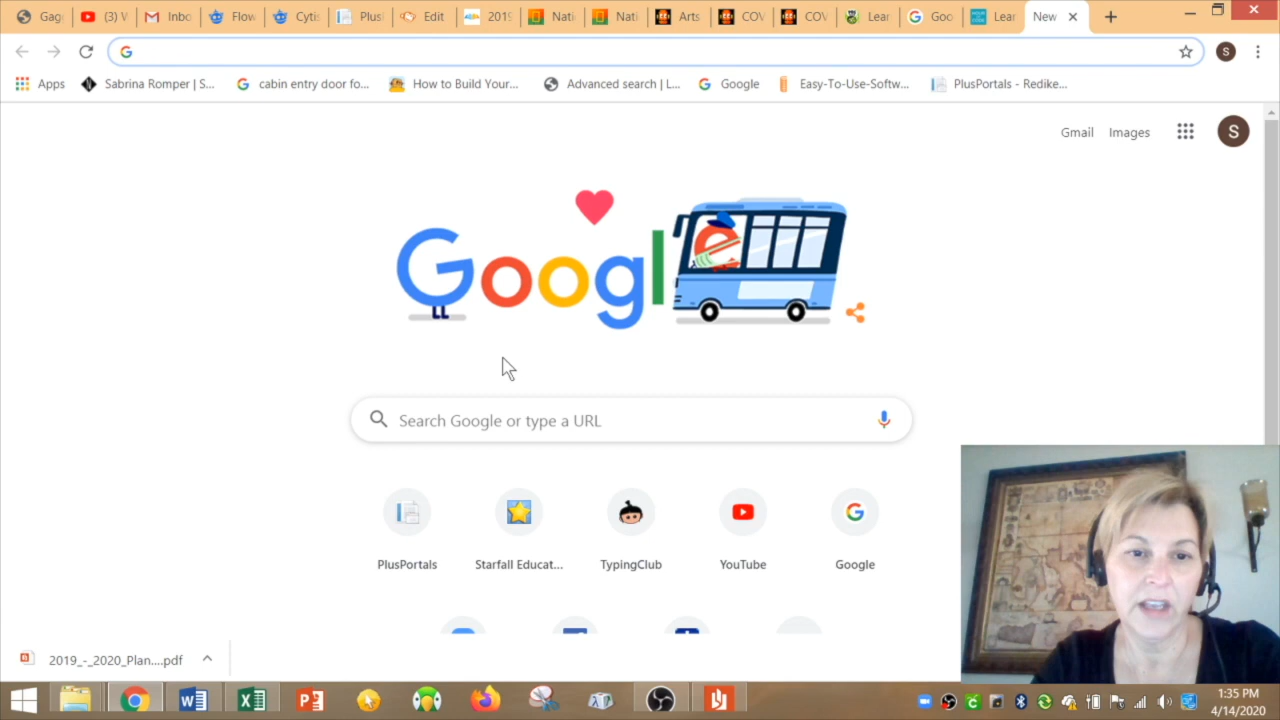 Gag
(3) V
Inbo
Flow
Cytis
Plus
Edit
2019
Nati
Nati
Arts
COV
COV
Lear
Goo
Lear
New
Apps
Sabrina Romper | S...
cabin entry door fo...
How to Build Your...
Advanced search | L...
Google
Easy-To-Use-Softw...
PlusPortals - Redike...
Gmail
Images
S
Google
Search Google or type a URL
PlusPortals
Starfall Educat...
TypingClub
YouTube
Google
2019_-_2020_Plan....pdf
1:35 PM
4/14/2020